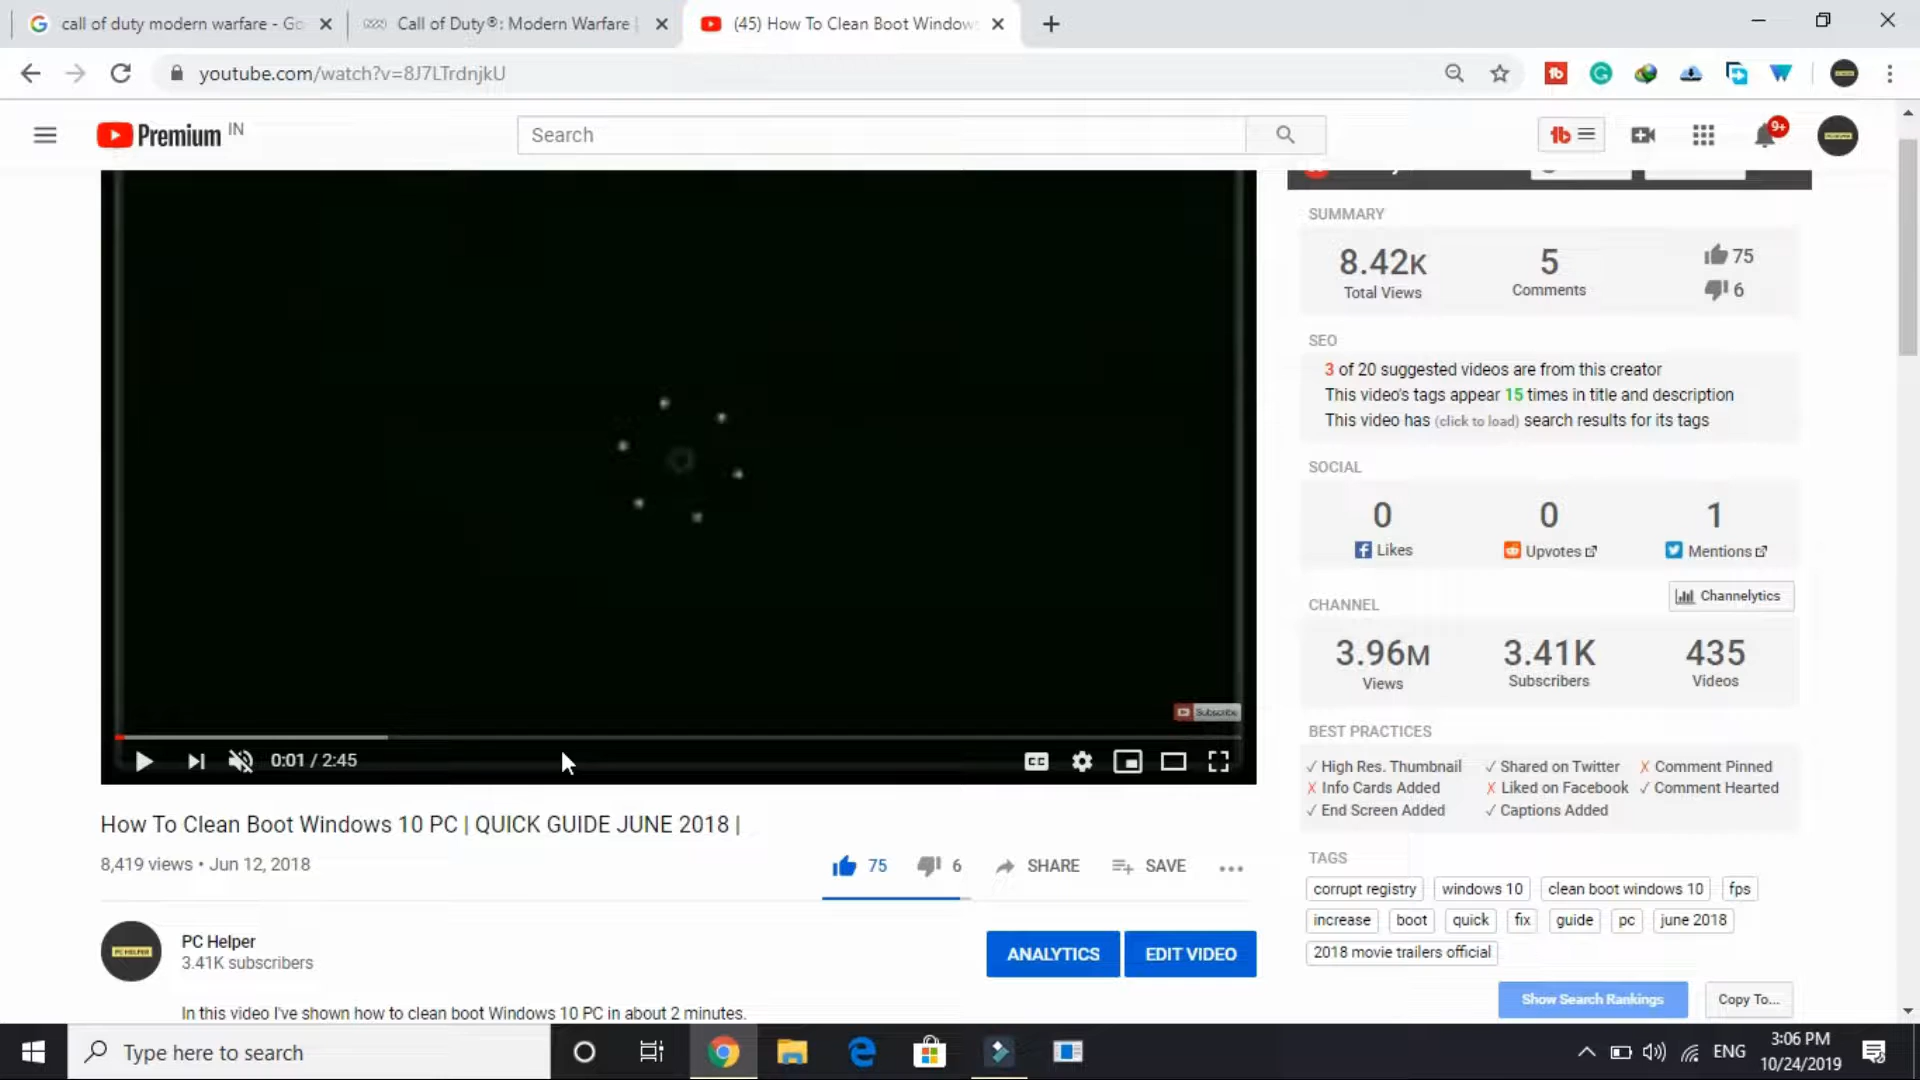 call of duty modern warfare - Go
Call of Duty®: Modern Warfare |
(45) How To Clean Boot Window
youtube.com/watch?v=8J7LTrdnjkU
Premium IN
Search
9+
SUMMARY
8.42K
Total Views
5
Comments
75
6
SEO
3 of 20 suggested videos are from this creator
This video's tags appear 15 times in title and description
This video has (click to load) search results for its tags
SOCIAL
0
Likes
0
Upvotes
1
Mentions
CHANNEL
Channelytics
3.96M
Views
3.41K
Subscribers
435
Videos
BEST PRACTICES
✓ High Res. Thumbnail ✓ Shared on Twitter X Comment Pinned
X Info Cards Added X Liked on Facebook ✓ Comment Hearted
✓ End Screen Added ✓ Captions Added
TAGS
corrupt registry windows 10 clean boot windows 10 fps
increase boot quick fix guide pc june 2018
2018 movie trailers official
Show Search Rankings Copy To...
Subscribe
0:01 / 2:45
CC
How To Clean Boot Windows 10 PC | QUICK GUIDE JUNE 2018 |
8,419 views • Jun 12, 2018
75 6 SHARE SAVE
PC HELPER
PC Helper
3.41K subscribers
ANALYTICS EDIT VIDEO
In this video I've shown how to clean boot Windows 10 PC in about 2 minutes.
Type here to search
ENG
3:06 PM
10/24/2019